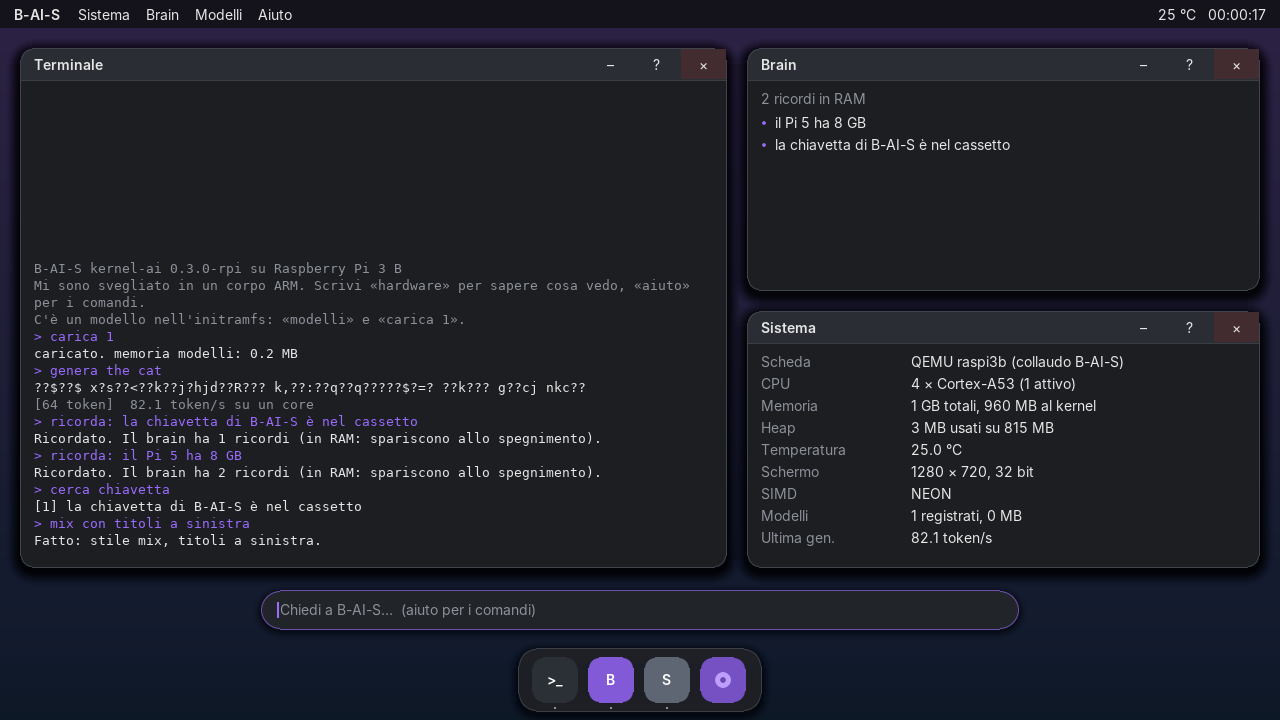 B-AI-S Sistema Brain Modelli Aiuto 25 °C 00:00:17
Terminale – ? ×
B-AI-S kernel-ai 0.3.0-rpi su Raspberry Pi 3 B
Mi sono svegliato in un corpo ARM. Scrivi «hardware» per sapere cosa vedo, «aiuto»
per i comandi.
C'è un modello nell'initramfs: «modelli» e «carica 1».
> carica 1
caricato. memoria modelli: 0.2 MB
> genera the cat
??$??$ x?s??<??k??j?hjd??R??? k,??:??q??q?????$?=? ??k??? g??cj nkc??
[64 token]  82.1 token/s su un core
> ricorda: la chiavetta di B-AI-S è nel cassetto
Ricordato. Il brain ha 1 ricordi (in RAM: spariscono allo spegnimento).
> ricorda: il Pi 5 ha 8 GB
Ricordato. Il brain ha 2 ricordi (in RAM: spariscono allo spegnimento).
> cerca chiavetta
[1] la chiavetta di B-AI-S è nel cassetto
> mix con titoli a sinistra
Fatto: stile mix, titoli a sinistra.
Brain – ? ×
2 ricordi in RAM
• il Pi 5 ha 8 GB
• la chiavetta di B-AI-S è nel cassetto
Sistema – ? ×
Scheda QEMU raspi3b (collaudo B-AI-S)
CPU 4 × Cortex-A53 (1 attivo)
Memoria 1 GB totali, 960 MB al kernel
Heap 3 MB usati su 815 MB
Temperatura 25.0 °C
Schermo 1280 × 720, 32 bit
SIMD NEON
Modelli 1 registrati, 0 MB
Ultima gen. 82.1 token/s
Chiedi a B-AI-S...  (aiuto per i comandi)
>_ B S